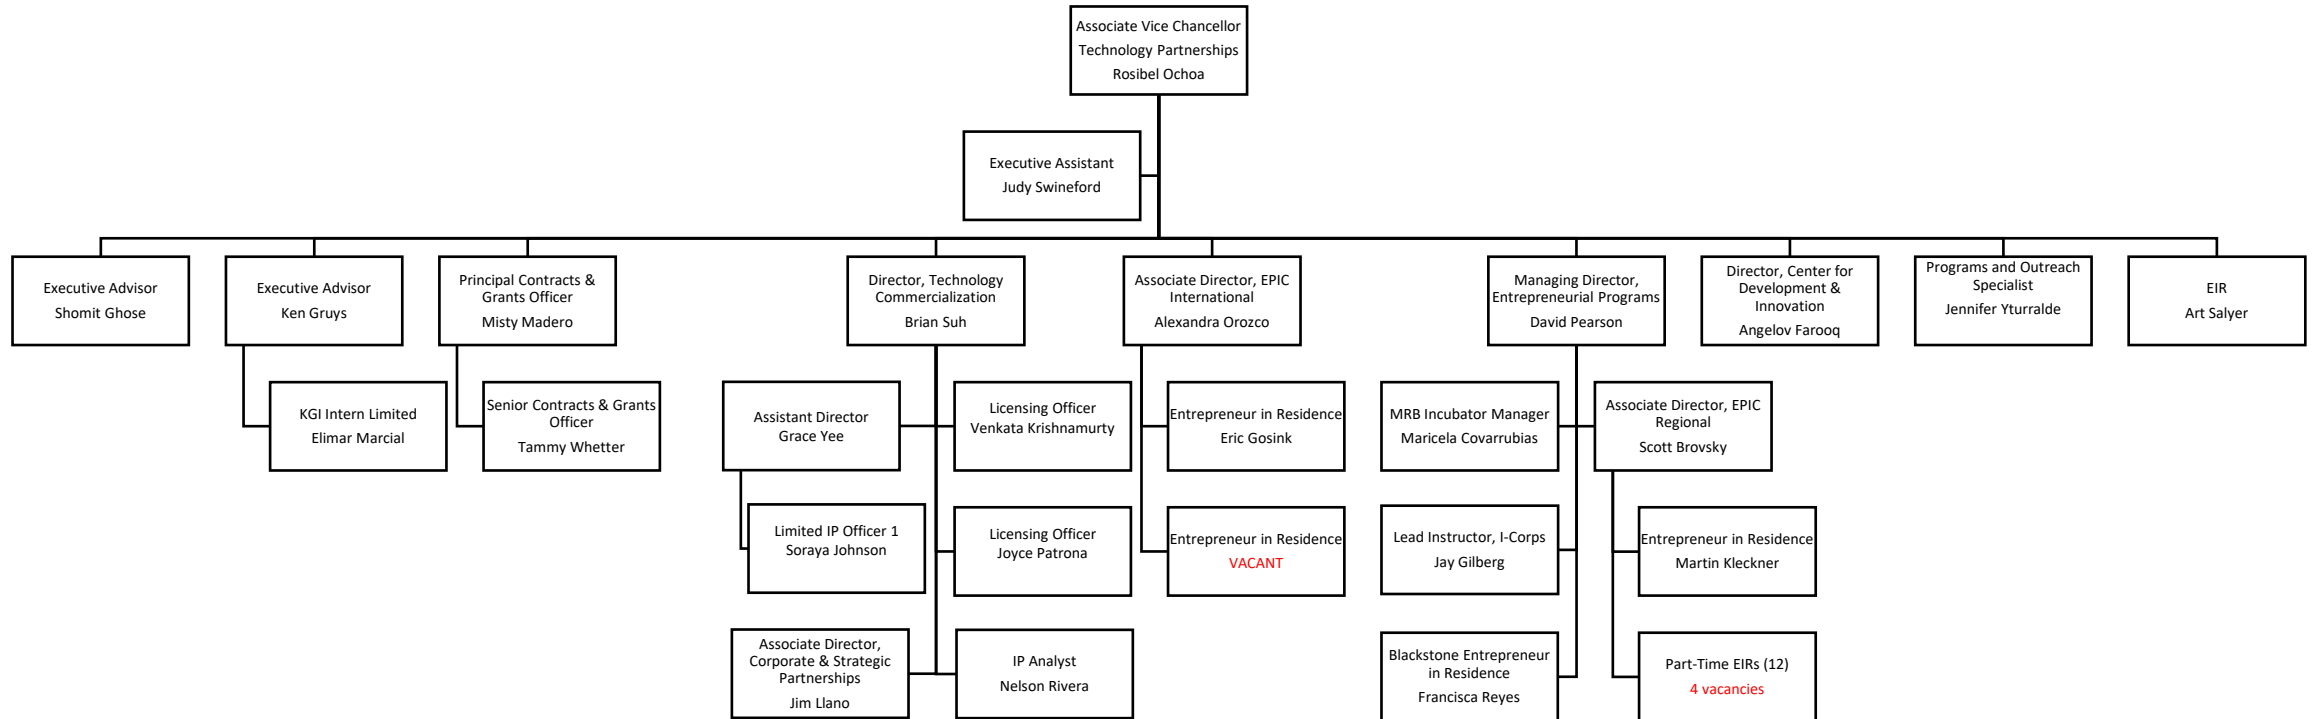 Associate Vice Chancellor
Technology Partnerships
Rosibel Ochoa
Executive Assistant
Judy Swineford
Executive Advisor
Shomit Ghose
Executive Advisor
Ken Gruys
Principal Contracts &
Grants Officer
Misty Madero
Director, Technology
Commercialization
Brian Suh
Associate Director, EPIC
International
Alexandra Orozco
Managing Director,
Entrepreneurial Programs
David Pearson
Director, Center for
Development &
Innovation
Angelov Farooq
Programs and Outreach
Specialist
Jennifer Yturralde
EIR
Art Salyer
KGI Intern Limited
Elimar Marcial
Senior Contracts & Grants
Officer
Tammy Whetter
Assistant Director
Grace Yee
Licensing Officer
Venkata Krishnamurty
Entrepreneur in Residence
Eric Gosink
MRB Incubator Manager
Maricela Covarrubias
Associate Director, EPIC
Regional
Scott Brovsky
Limited IP Officer 1
Soraya Johnson
Licensing Officer
Joyce Patrona
Entrepreneur in Residence
VACANT
Lead Instructor, I-Corps
Jay Gilberg
Entrepreneur in Residence
Martin Kleckner
Associate Director,
Corporate & Strategic
Partnerships
Jim Llano
IP Analyst
Nelson Rivera
Blackstone Entrepreneur
in Residence
Francisca Reyes
Part-Time EIRs (12)
4 vacancies